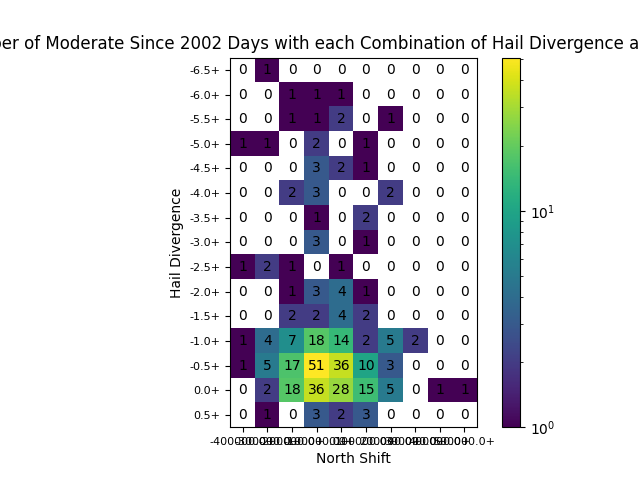 of Moderate Since 2002 Days with each Combination of Hail Divergence
-6.5+ 0 1 0 0 0 0 0 0 0 0
-6.0+ 0 0 1 1 1 0 0 0 0 0
-5.5+ 0 0 1 1 2 0 1 0 0 0
-5.0+ 1 1 0 2 0 1 0 0 0 0
-4.5+ 0 0 0 3 2 1 0 0 0 0
-4.0+ 0 0 2 3 0 0 2 0 0 0
-3.5+ 0 0 0 1 0 2 0 0 0 0
-3.0+ 0 0 0 3 0 1 0 0 0 0
-2.5+ 1 2 1 0 1 0 0 0 0 0
-2.0+ 0 0 1 3 4 1 0 0 0 0
-1.5+ 0 0 2 2 4 2 0 0 0 0
-1.0+ 1 4 7 18 14 2 5 2 0 0
-0.5+ 1 5 17 51 36 10 3 0 0 0
0.0+ 0 2 18 36 28 15 5 0 1 1
0.5+ 0 1 0 3 2 3 0 0 0 0
Hail Divergence
North Shift
10¹
10⁰